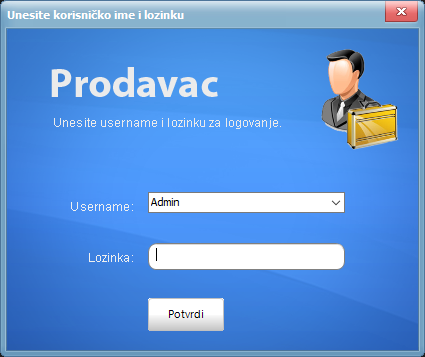 Unesite korisničko ime i lozinku
Prodavac
Unesite username i lozinku za logovanje.
Username:
Admin
Lozinka:
Potvrdi